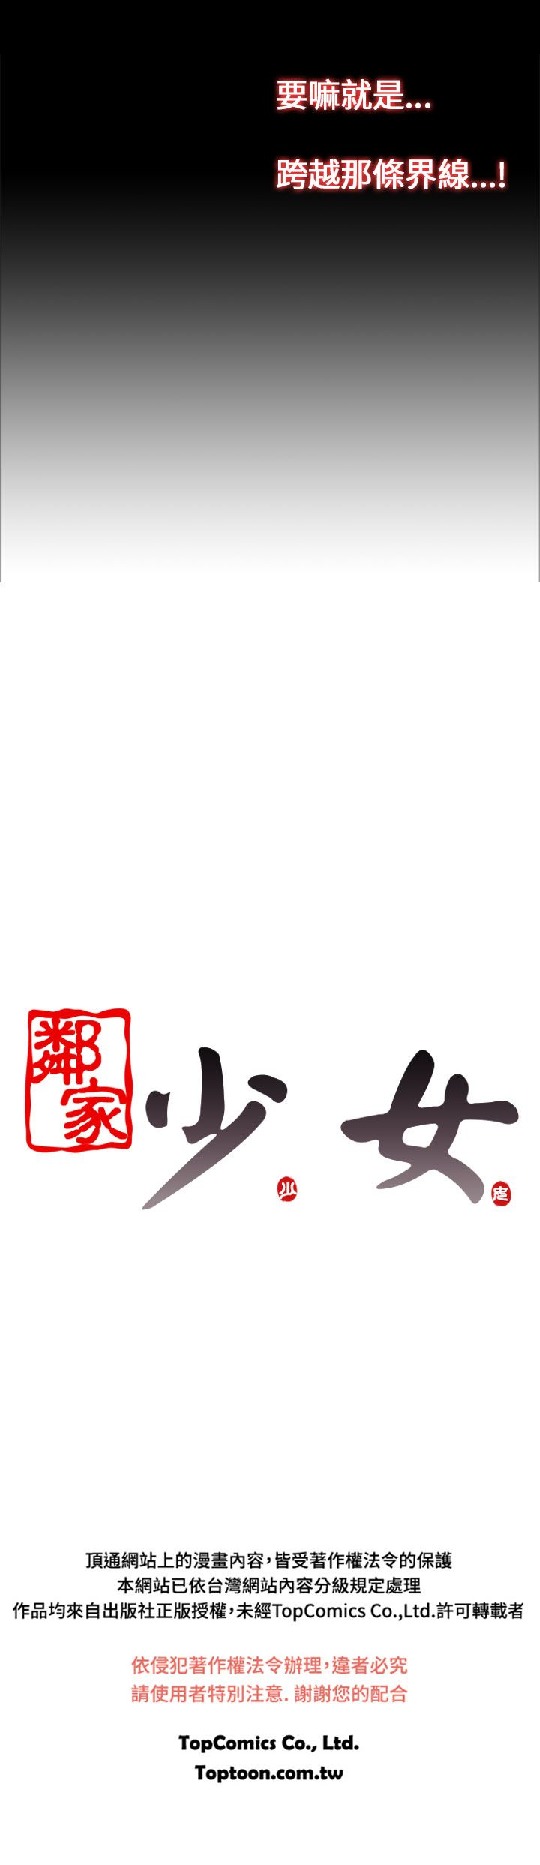 要嘛就是...
跨越那條界線...!
鄰家
少女
頂通網站上的漫畫內容,皆受著作權法令的保護
本網站已依台灣網站內容分級規定處理
作品均來自出版社正版授權,未經TopComics Co.,Ltd.許可轉載者
依侵犯著作權法令辦理,違者必究
請使用者特別注意. 謝謝您的配合
TopComics Co., Ltd.
Toptoon.com.tw